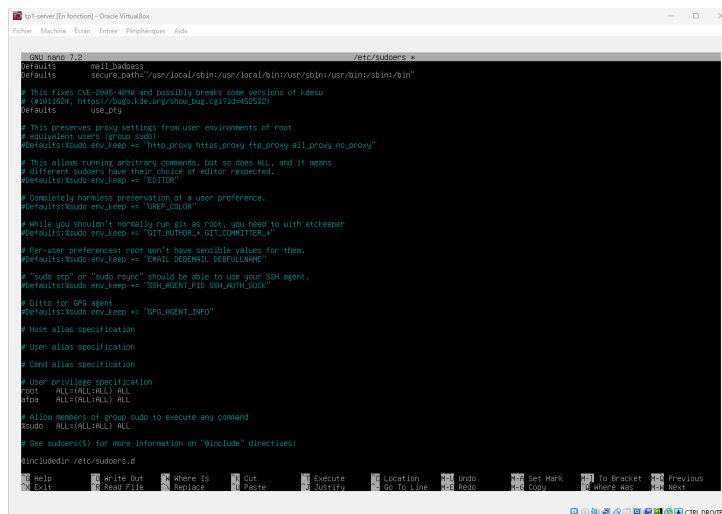 tp1-server [En fonction] - Oracle VirtualBox
Fichier Machine Écran Entrée Périphériques Aide
GNU nano 7.2 /etc/sudoers *
Defaults mail_badpass
Defaults secure_path="/usr/local/sbin:/usr/local/bin:/usr/sbin:/usr/bin:/sbin:/bin"
# This fixes CVE-2005-4890 and possibly breaks some versions of kdesu
# (#1011624, https://bugs.kde.org/show_bug.cgi?id=452532)
Defaults use_pty
# This preserves proxy settings from user environments of root
# equivalent users (group sudo)
#Defaults:%sudo env_keep += "http_proxy https_proxy ftp_proxy all_proxy no_proxy"
# This allows running arbitrary commands, but so does ALL, and it means
# different sudoers have their choice of editor respected.
#Defaults:%sudo env_keep += "EDITOR"
# Completely harmless preservation of a user preference.
#Defaults:%sudo env_keep += "GREP_COLOR"
# While you shouldn't normally run git as root, you need to with etckeeper
#Defaults:%sudo env_keep += "GIT_AUTHOR_* GIT_COMMITTER_*"
# Per-user preferences; root won't have sensible values for them.
#Defaults:%sudo env_keep += "EMAIL DEBEMAIL DEBFULLNAME"
# "sudo scp" or "sudo rsync" should be able to use your SSH agent.
#Defaults:%sudo env_keep += "SSH_AGENT_PID SSH_AUTH_SOCK"
# Ditto for GPG agent
#Defaults:%sudo env_keep += "GPG_AGENT_INFO"
# Host alias specification
# User alias specification
# Cmnd alias specification
# User privilege specification
root ALL=(ALL:ALL) ALL
afpa ALL=(ALL:ALL) ALL
# Allow members of group sudo to execute any command
%sudo ALL=(ALL:ALL) ALL
# See sudoers(5) for more information on "@include" directives:
@includedir /etc/sudoers.d
^G Help ^O Write Out ^W Where Is ^K Cut ^T Execute ^C Location M-U Undo M-A Set Mark M-] To Bracket M-Q Previous
^X Exit ^R Read File ^\ Replace ^U Paste ^J Justify ^/ Go To Line M-E Redo M-6 Copy ^Q Where Was M-W Next
CTRL DROITE